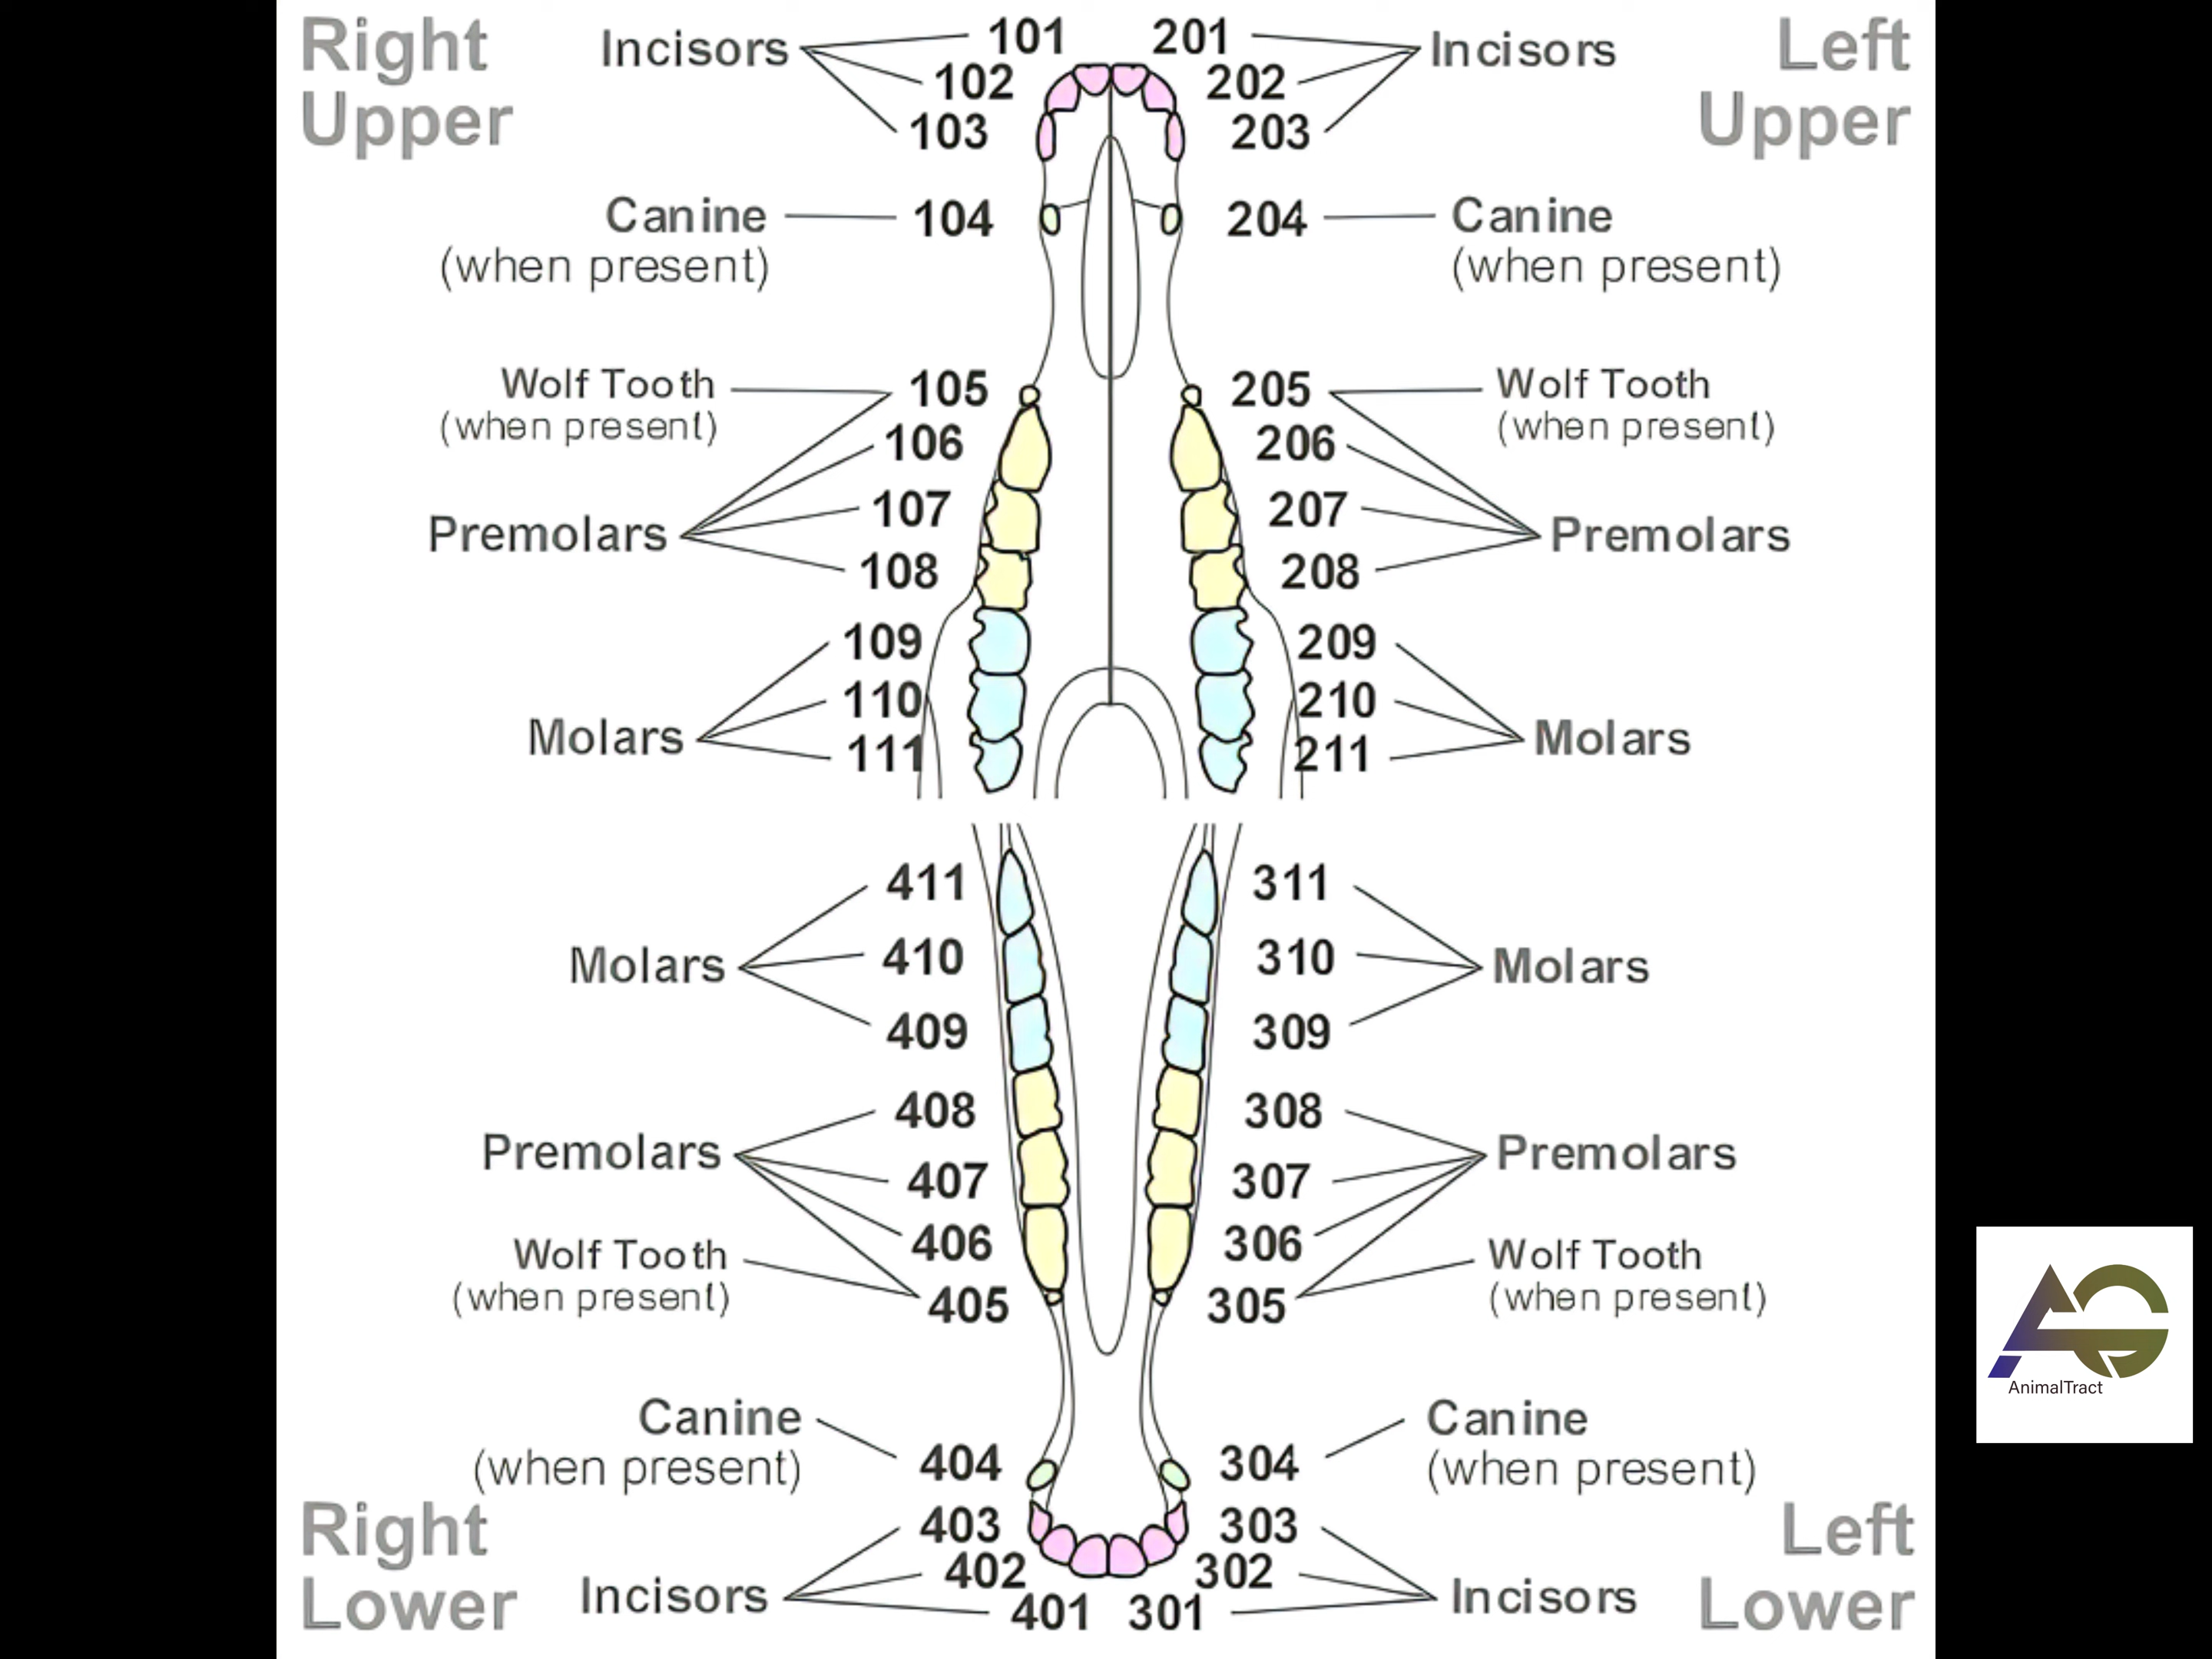 Right
Upper
Incisors
101
102
103
201
202
203
Incisors
Left
Upper
Canine
(when present)
104
204
Canine
(when present)
Wolf Tooth
(when present)
105
106
107
108
Premolars
205
206
207
208
Wolf Tooth
(when present)
Premolars
109
110
111
Molars
209
210
211
Molars
411
410
409
Molars
311
310
309
Molars
408
407
406
405
Premolars
Wolf Tooth
(when present)
308
307
306
305
Premolars
Wolf Tooth
(when present)
Canine
(when present)
404
304
Canine
(when present)
Right
Lower
Incisors
403
402
401
303
302
301
Incisors
Left
Lower
AnimalTract